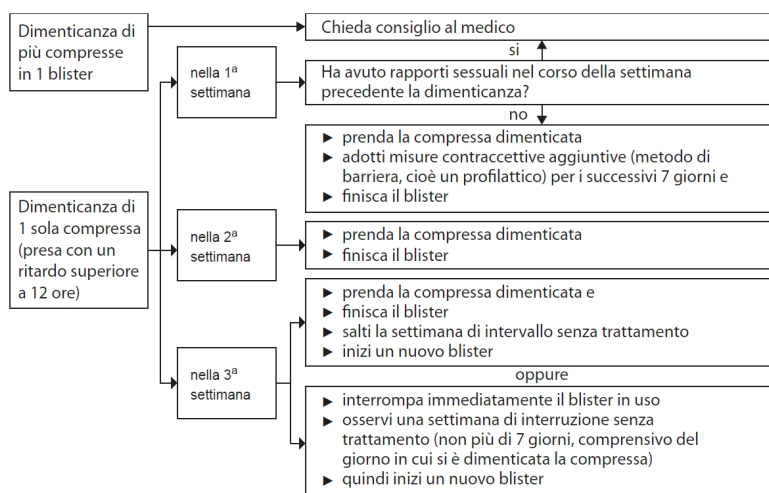 Dimenticanza di
più compresse
in 1 blister
Chieda consiglio al medico
si
nella 1ª
settimana
Ha avuto rapporti sessuali nel corso della settimana
precedente la dimenticanza?
no
► prenda la compressa dimenticata
► adotti misure contraccettive aggiuntive (metodo di
barriera, cioè un profilattico) per i successivi 7 giorni e
► finisca il blister
Dimenticanza di
1 sola compressa
(presa con un
ritardo superiore
a 12 ore)
nella 2ª
settimana
► prenda la compressa dimenticata
► finisca il blister
nella 3ª
settimana
► prenda la compressa dimenticata e
► finisca il blister
► salti la settimana di intervallo senza trattamento
► inizi un nuovo blister
oppure
► interrompa immediatamente il blister in uso
► osservi una settimana di interruzione senza
trattamento (non più di 7 giorni, comprensivo del
giorno in cui si è dimenticata la compressa)
► quindi inizi un nuovo blister